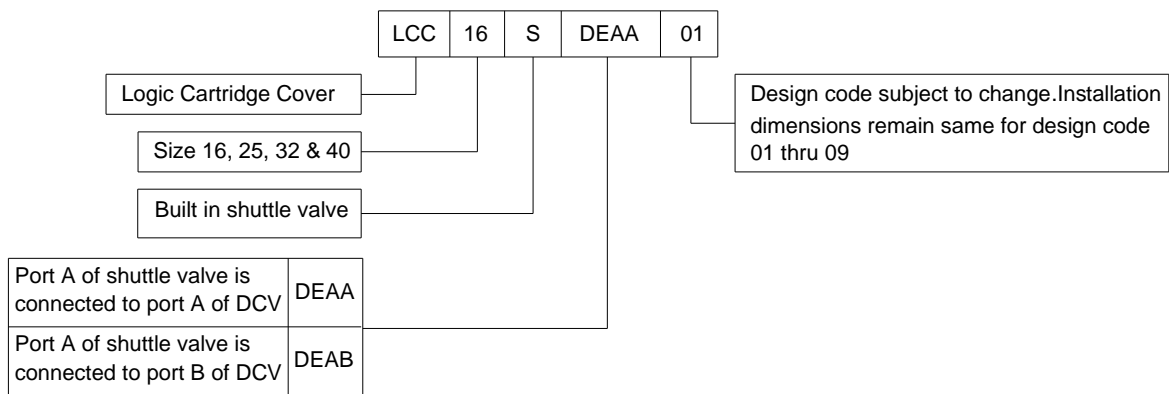 LCC 16 S DEAA 01
Logic Cartridge Cover
Size 16, 25, 32 & 40
Built in shuttle valve
Port A of shuttle valve is
connected to port A of DCV
DEAA
Port A of shuttle valve is
connected to port B of DCV
DEAB
Design code subject to change.Installation
dimensions remain same for design code
01 thru 09